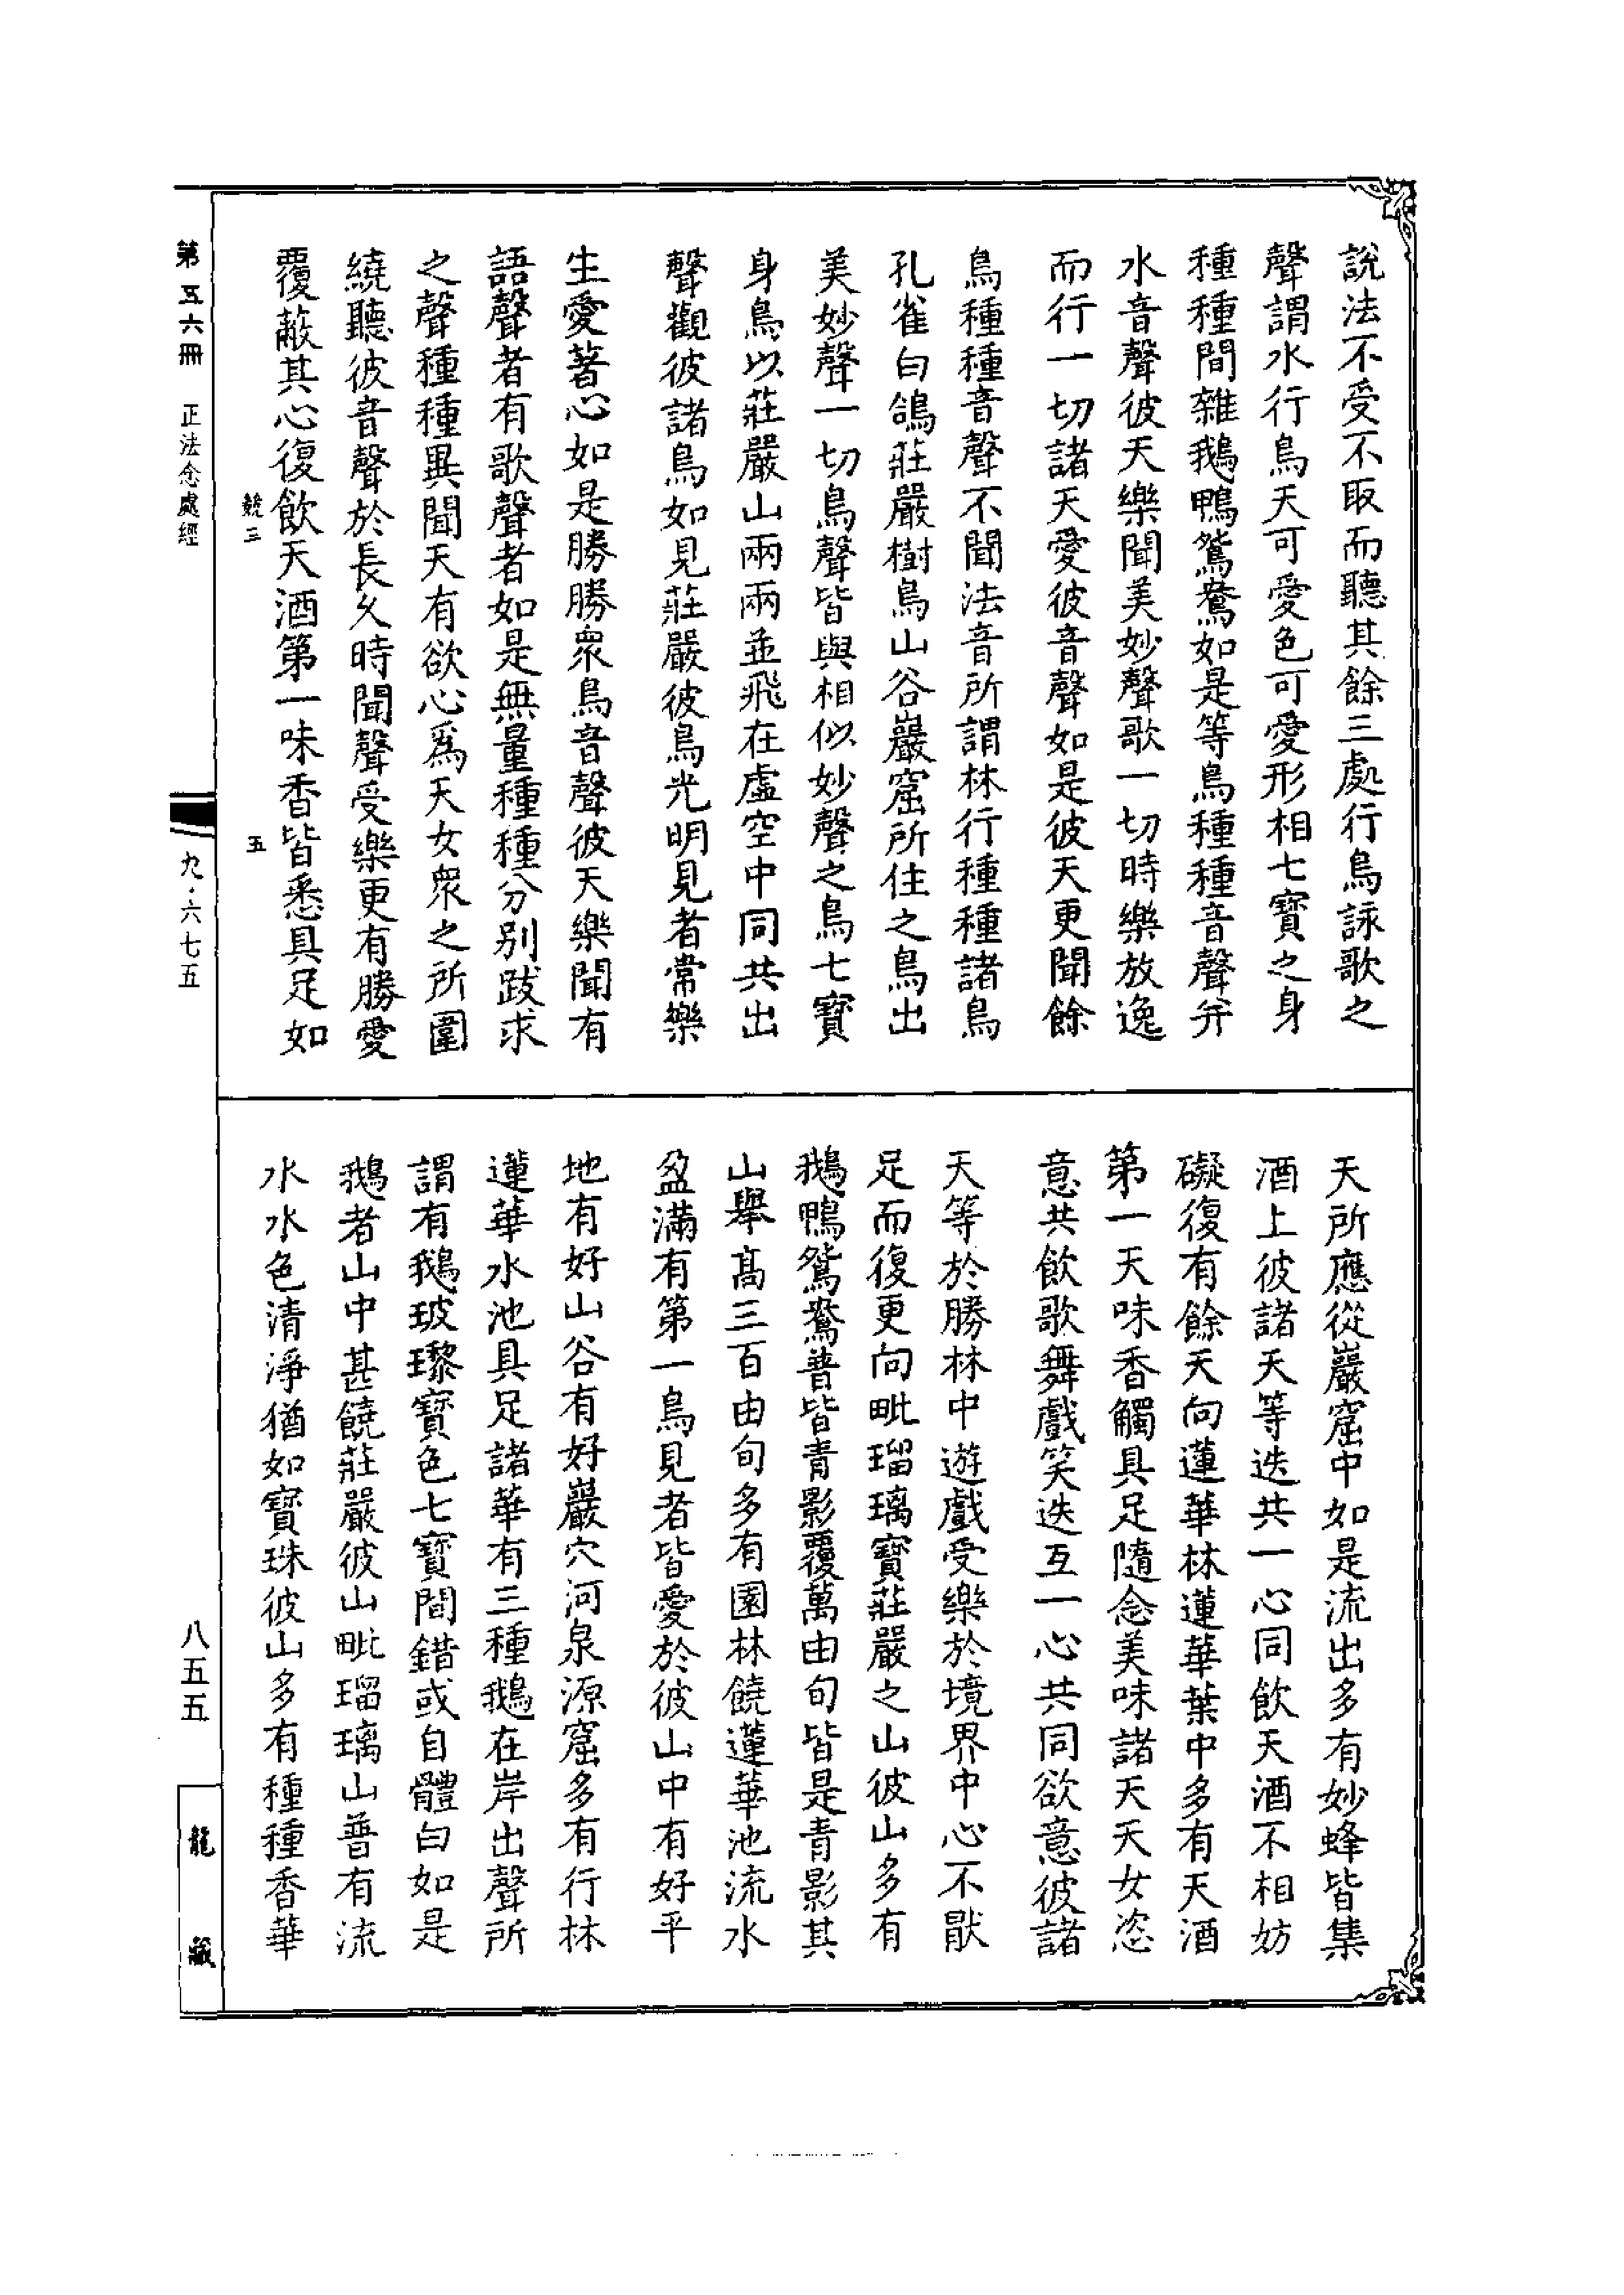 說法不受不取而聽其餘三處行鳥詠歌之
聲謂水行鳥天可愛色可愛形相七寶之身
種種間雜鵝鴨鴛鴦如是等鳥種種音聲并
水音聲彼天樂聞美妙聲歌一切時樂放逸
而行一切諸天愛彼音聲如是彼天更聞餘
鳥種種音聲不聞法音所謂林行種種諸鳥
孔雀白鴿莊嚴樹鳥山谷巖窟所住之鳥出
美妙聲一切鳥聲皆與相似妙聲之鳥七寶
身鳥以莊嚴山兩兩並飛在虛空中同共出
聲觀彼諸鳥如見莊嚴彼鳥光明見者常樂
生愛著心如是勝勝眾鳥音聲彼天樂聞有
語聲者有歌聲者如是無量種種分別跋求
之聲種種異聞天有欲心爲天女眾之所圍
繞聽彼音聲於長久時聞聲受樂更有勝愛
覆蔽其心復飲天酒第一味香皆悉具足如
天所應從巖窟中如是流出多有妙蜂皆集
酒上彼諸天等迭共一心同飲天酒不相妨
礙復有餘天向蓮華林蓮華葉中多有天酒
第一天味香觸具足隨念美味諸天天女恣
意共飲歌舞戲笑迭互一心共同欲意彼諸
天等於勝林中遊戲受樂於境界中心不厭
足而復更向毗瑠璃寶莊嚴之山彼山多有
鵝鴨鴛鴦普皆青影覆萬由旬皆是青影其
山舉高三百由旬多有園林饒蓮華池流水
盈滿有第一鳥見者皆愛於彼山中有好平
地有好山谷有好巖穴河泉源窟多有行林
蓮華水池具足諸華有三種鵝在岸出聲所
謂有鵝玻瓈寶色七寶間錯或自體白如是
鵝者山中甚饒莊嚴彼山毗瑠璃山普有流
水水色清淨猶如寶珠彼山多有種種香華
競三
五
第五六冊 正法念處經
九·六七五
八五五
龍藏